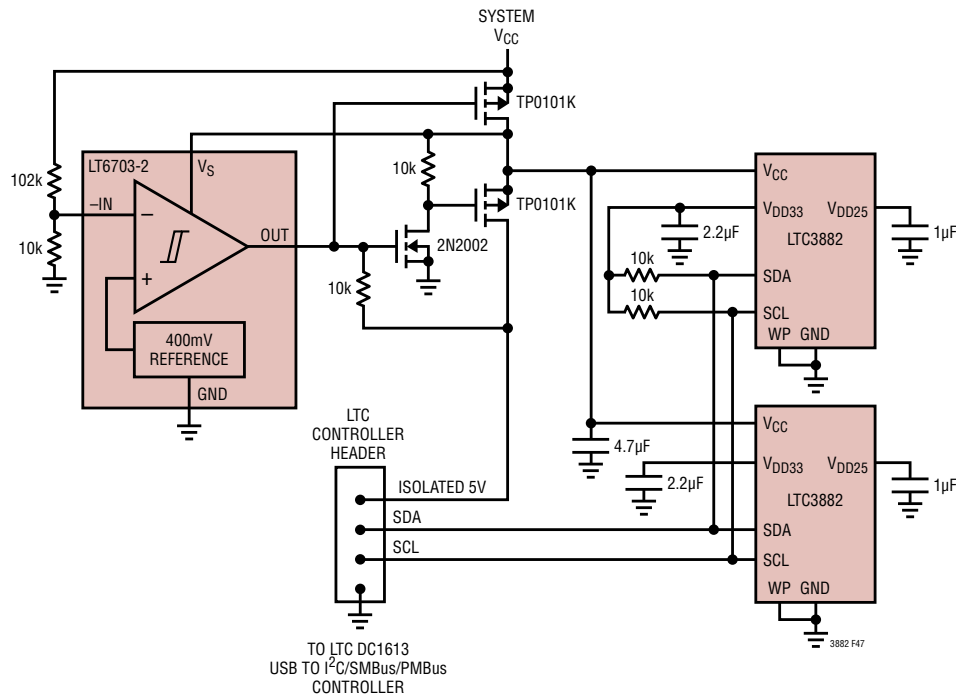 SYSTEM
VCC
TP0101K
LT6703-2
VS
102k
–IN
10k
OUT
10k
2N2002
10k
TP0101K
400mV
REFERENCE
GND
VCC
VDD33
VDD25
LTC3882
2.2µF
1µF
10k
SDA
10k
SCL
WP GND
LTC
CONTROLLER
HEADER
ISOLATED 5V
SDA
SCL
4.7µF
2.2µF
VCC
VDD33
VDD25
LTC3882
1µF
SDA
SCL
WP GND
3882 F47
TO LTC DC1613
USB TO I2C/SMBus/PMBus
CONTROLLER